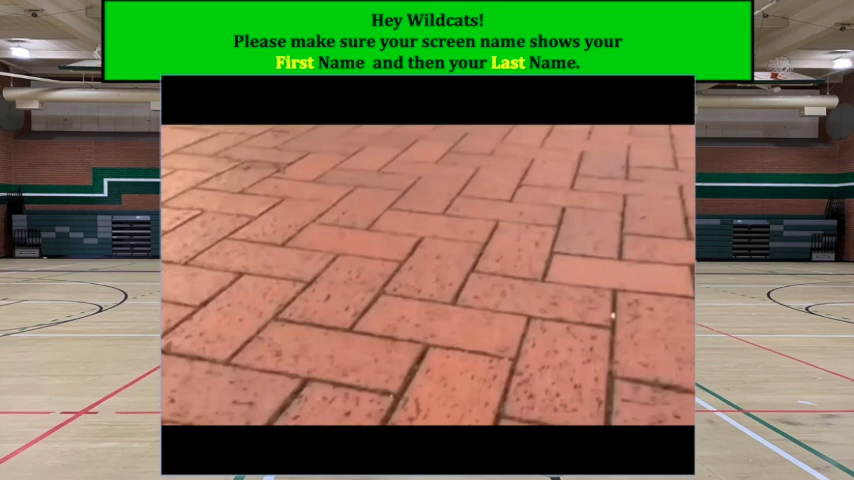 Hey Wildcats!
Please make sure your screen name shows your
First Name and then your Last Name.